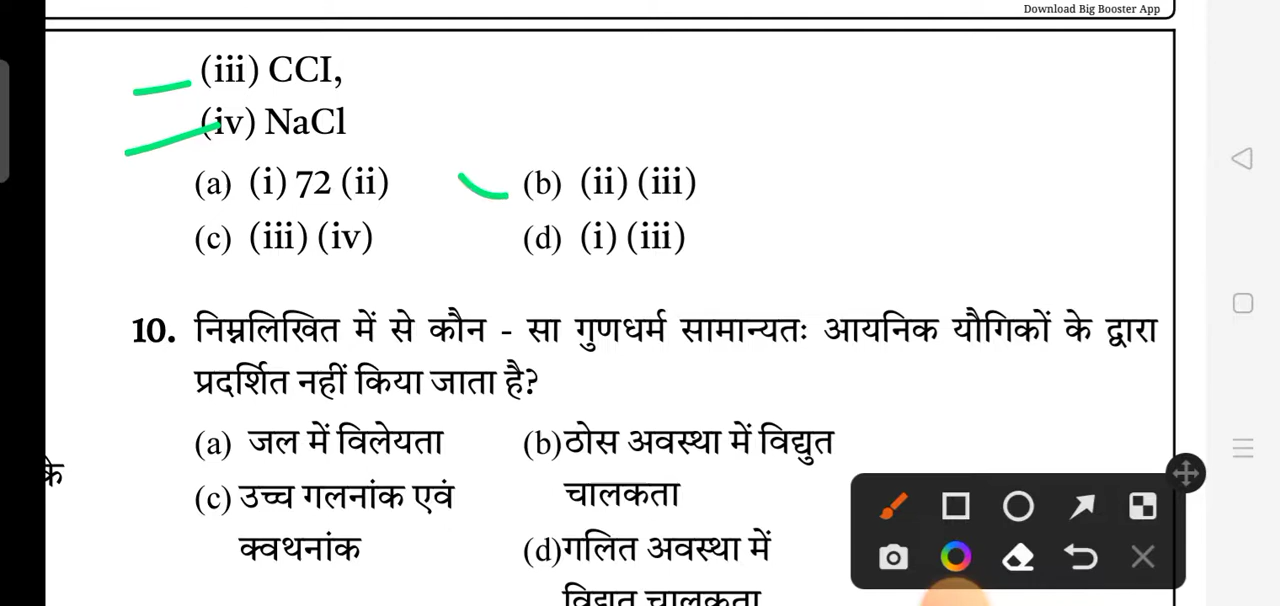 Download Big Booster App
(iii) CCI,
(iv) NaCl
(a) (i) 72 (ii) (b) (ii) (iii)
(c) (iii) (iv) (d) (i) (iii)
10. निम्नलिखित में से कौन - सा गुणधर्म सामान्यतः आयनिक यौगिकों के द्वारा
प्रदर्शित नहीं किया जाता है?
(a) जल में विलेयता (b)ठोस अवस्था में विद्युत
चालकता
के
(c) उच्च गलनांक एवं
क्वथनांक
(d)गलित अवस्था में
विद्युत चालकता